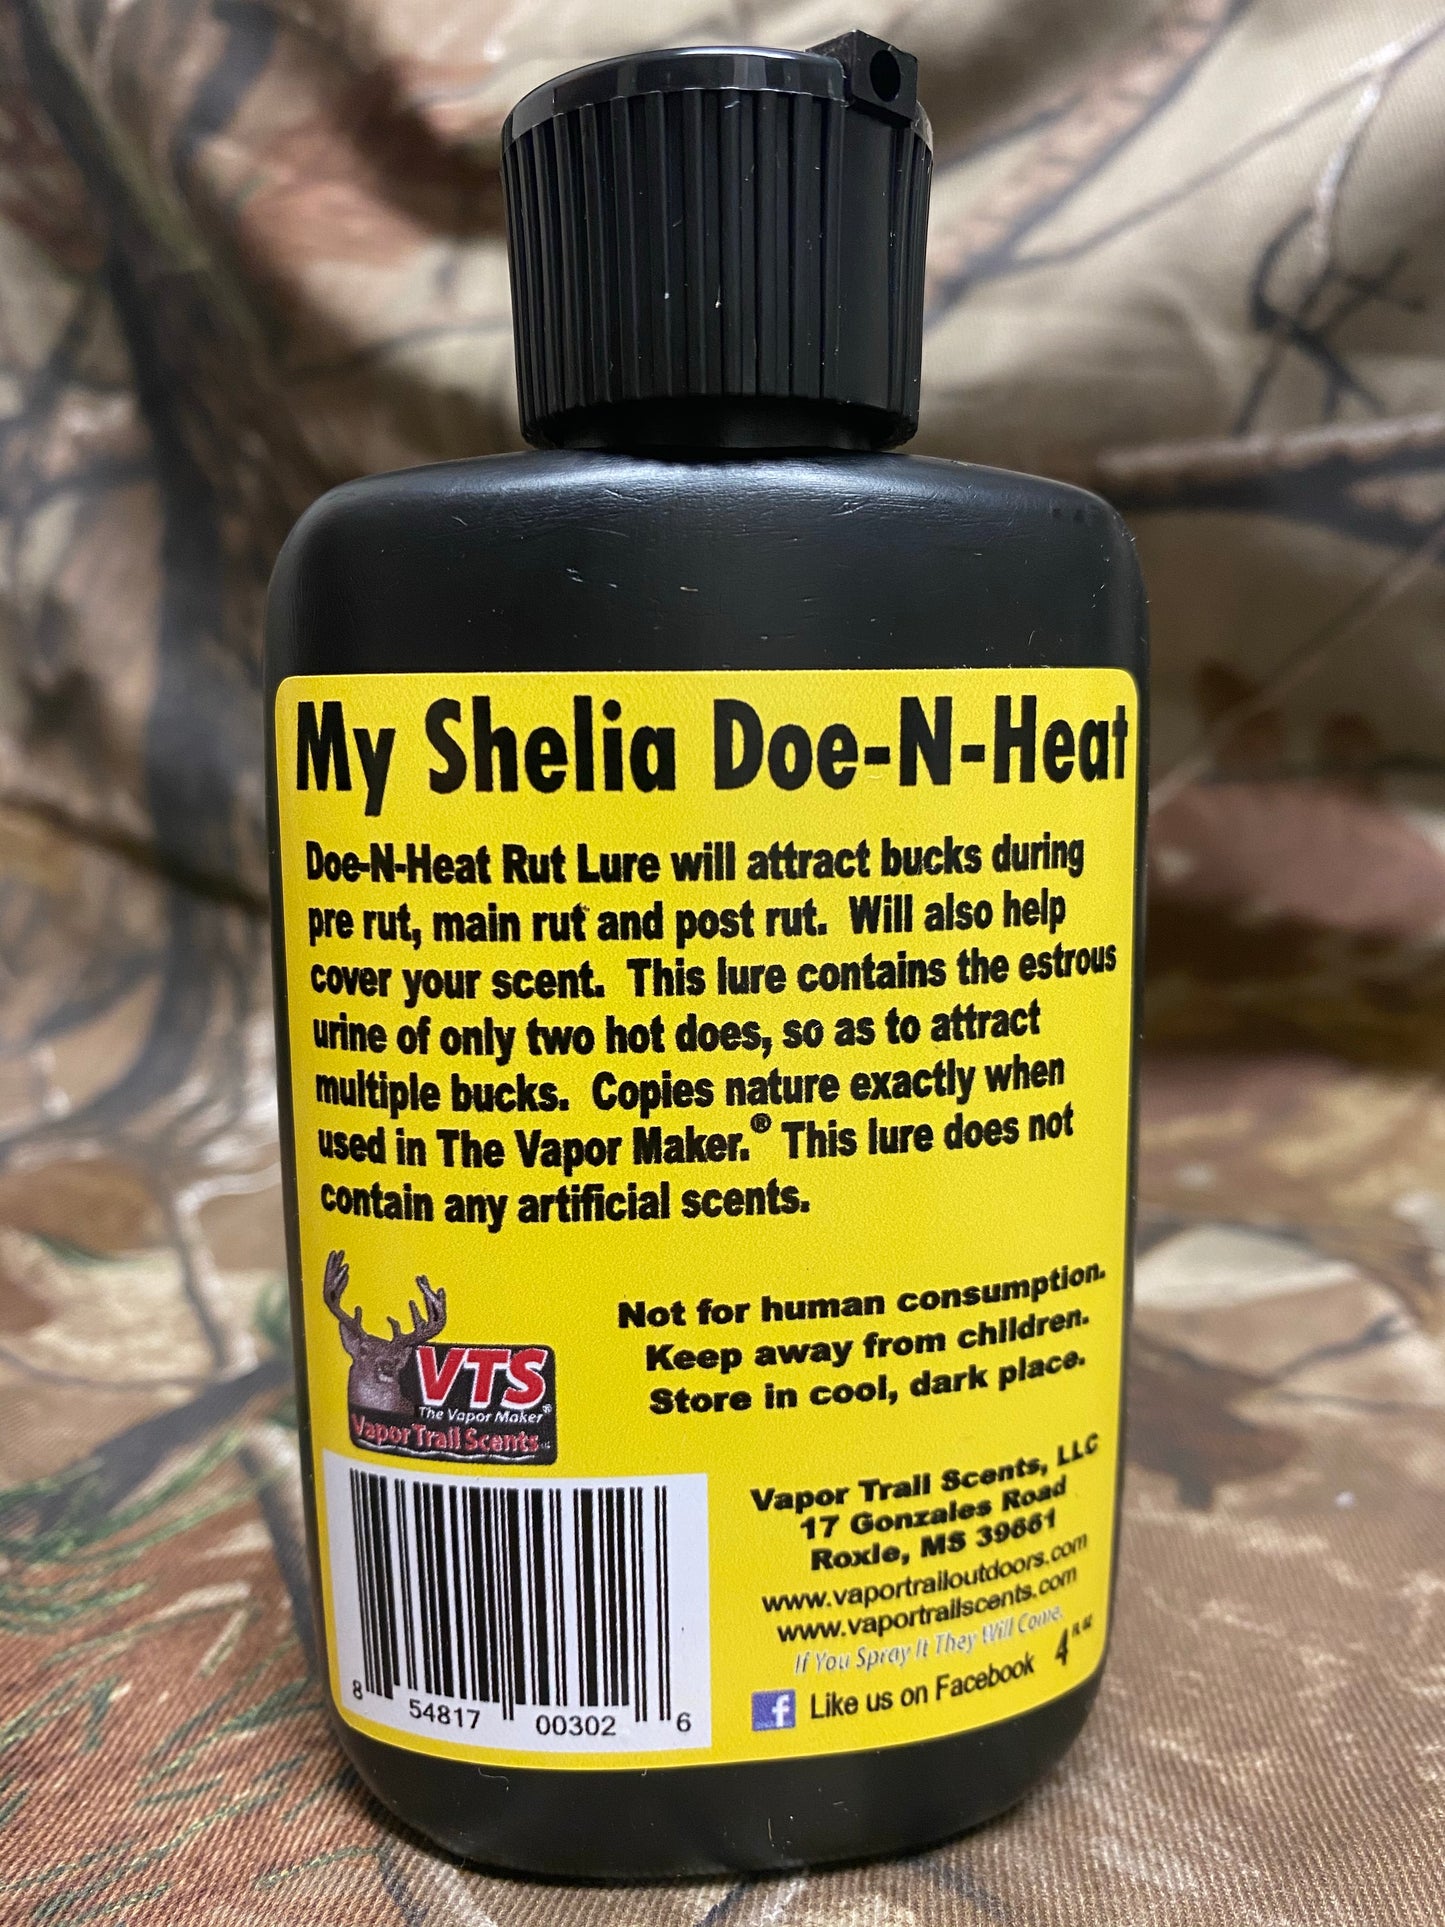 My Shelia Doe-N-Heat
Doe-N-Heat Rut Lure will attract bucks during
pre rut, main rut and post rut. Will also help
cover your scent. This lure contains the estrous
urine of only two hot does, so as to attract
multiple bucks. Copies nature exactly when
used in The Vapor Maker.® This lure does not
contain any artificial scents.
Not for human consumption.
Keep away from children.
Store in cool, dark place.
VTS
The Vapor Maker®
Vapor Trail Scents
Vapor Trail Scents, LLC
17 Gonzales Road
Roxie, MS 39661
www.vaportrailoutdoors.com
www.vaportrailscents.com
If You Spray It They Will Come.
4 fl. oz
f Like us on Facebook
8 54817 00302 6